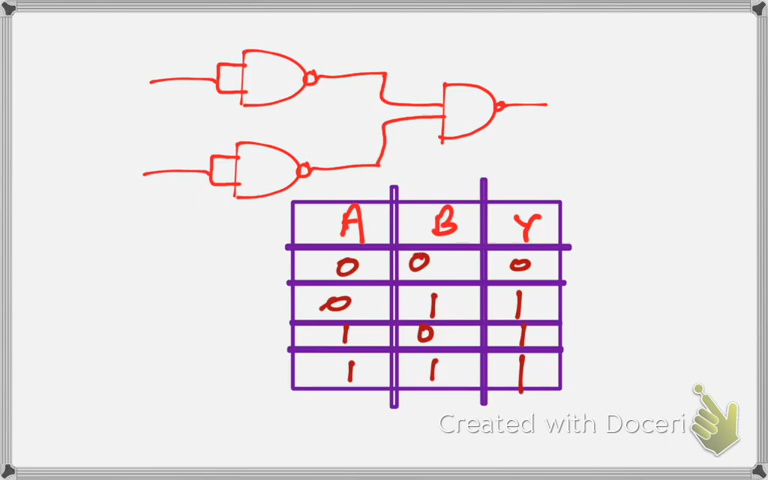 A B Y
0 0 0
0 1 1
1 0 1
1 1 1
Created with Doceri